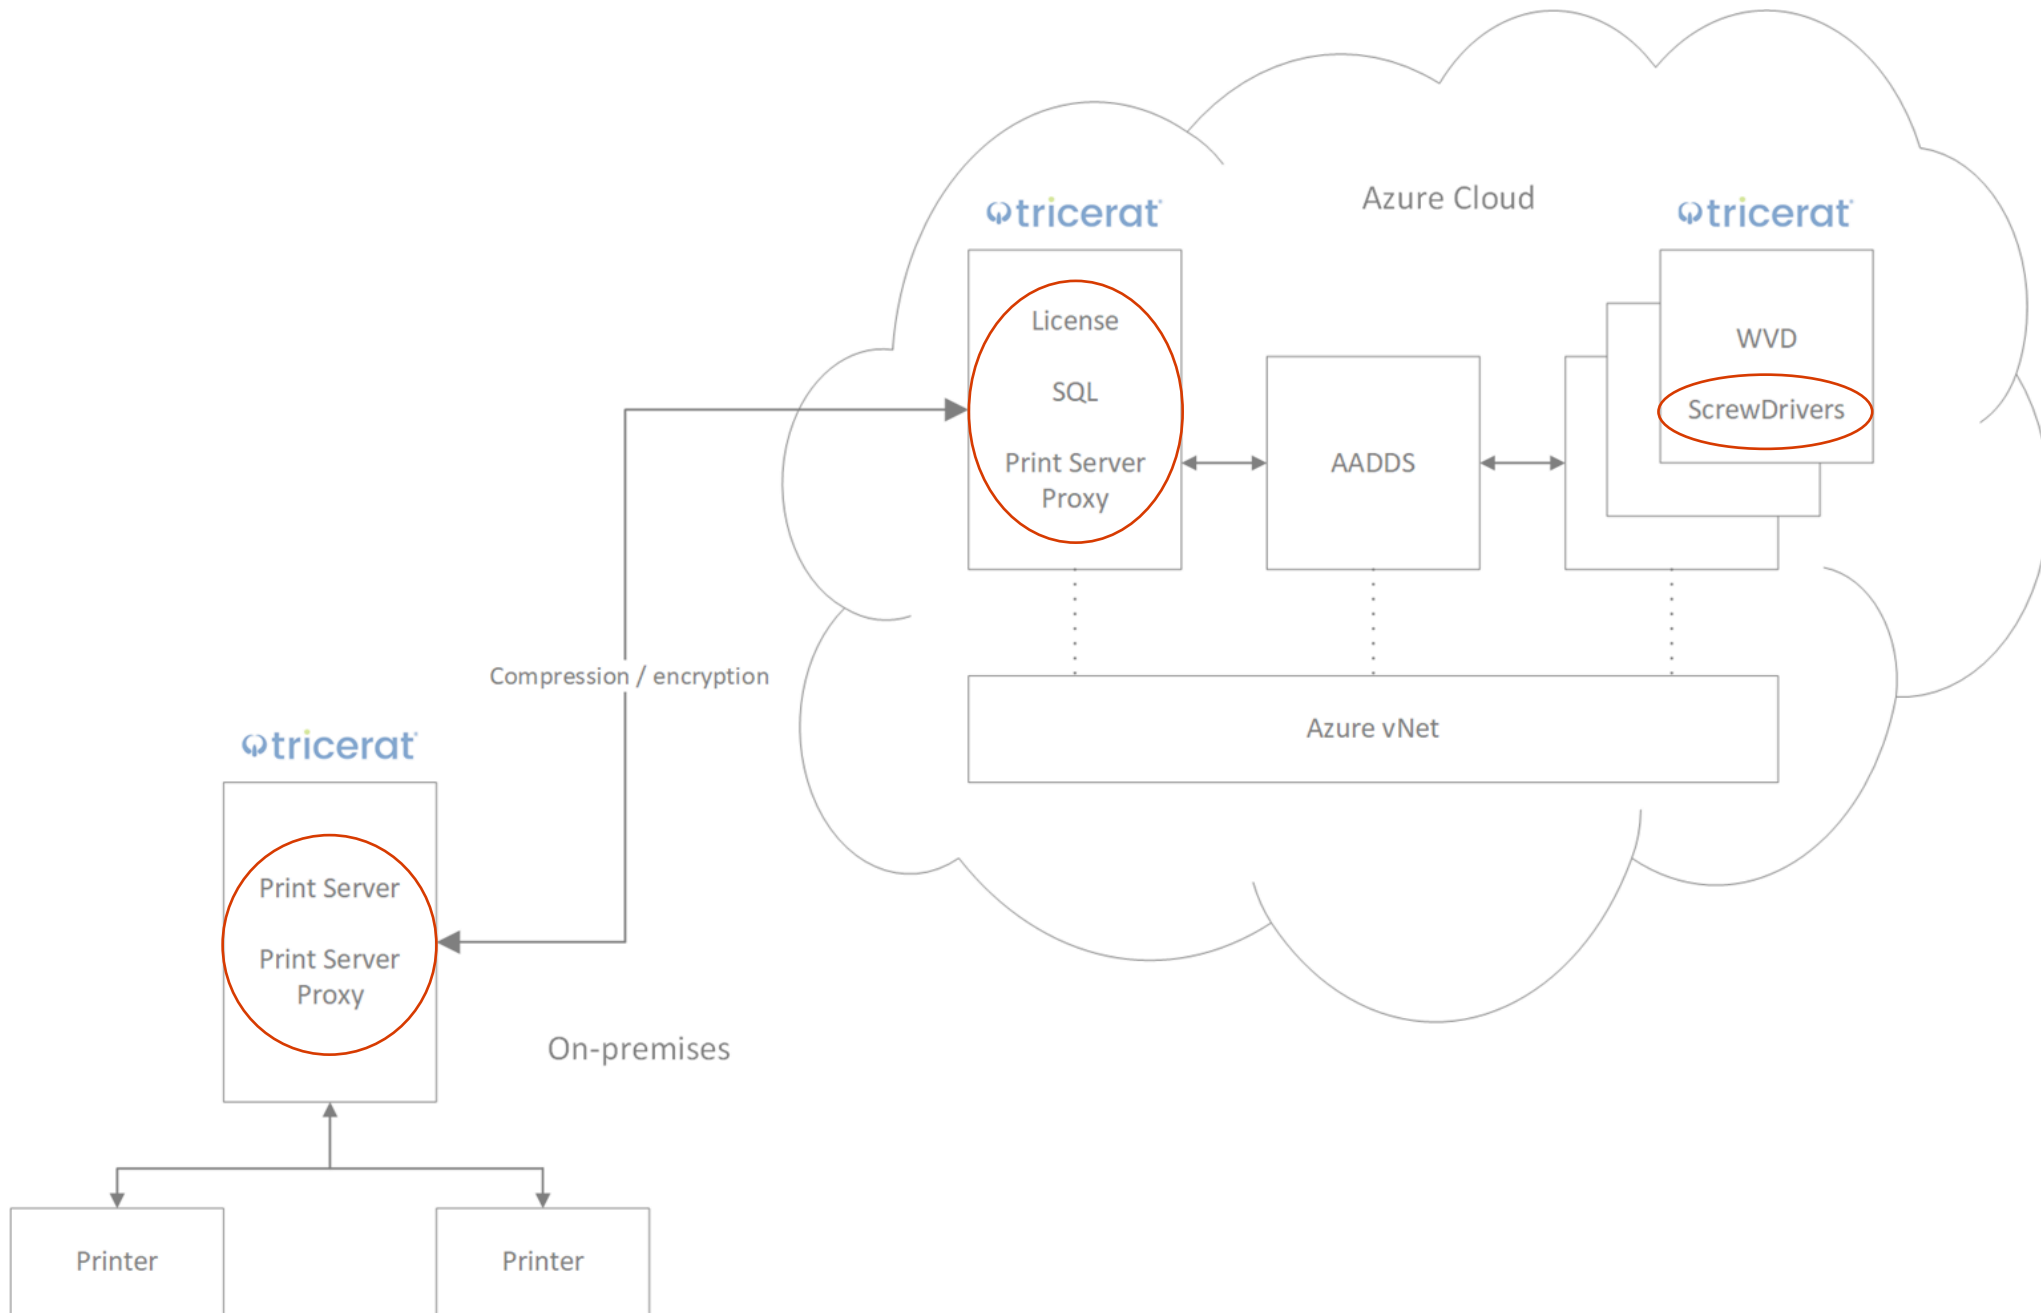 Azure Cloud
tricerat
tricerat
License
SQL
Print Server
Proxy
AADDS
WVD
ScrewDrivers
Compression / encryption
Azure vNet
tricerat
Print Server
Print Server
Proxy
On-premises
Printer
Printer